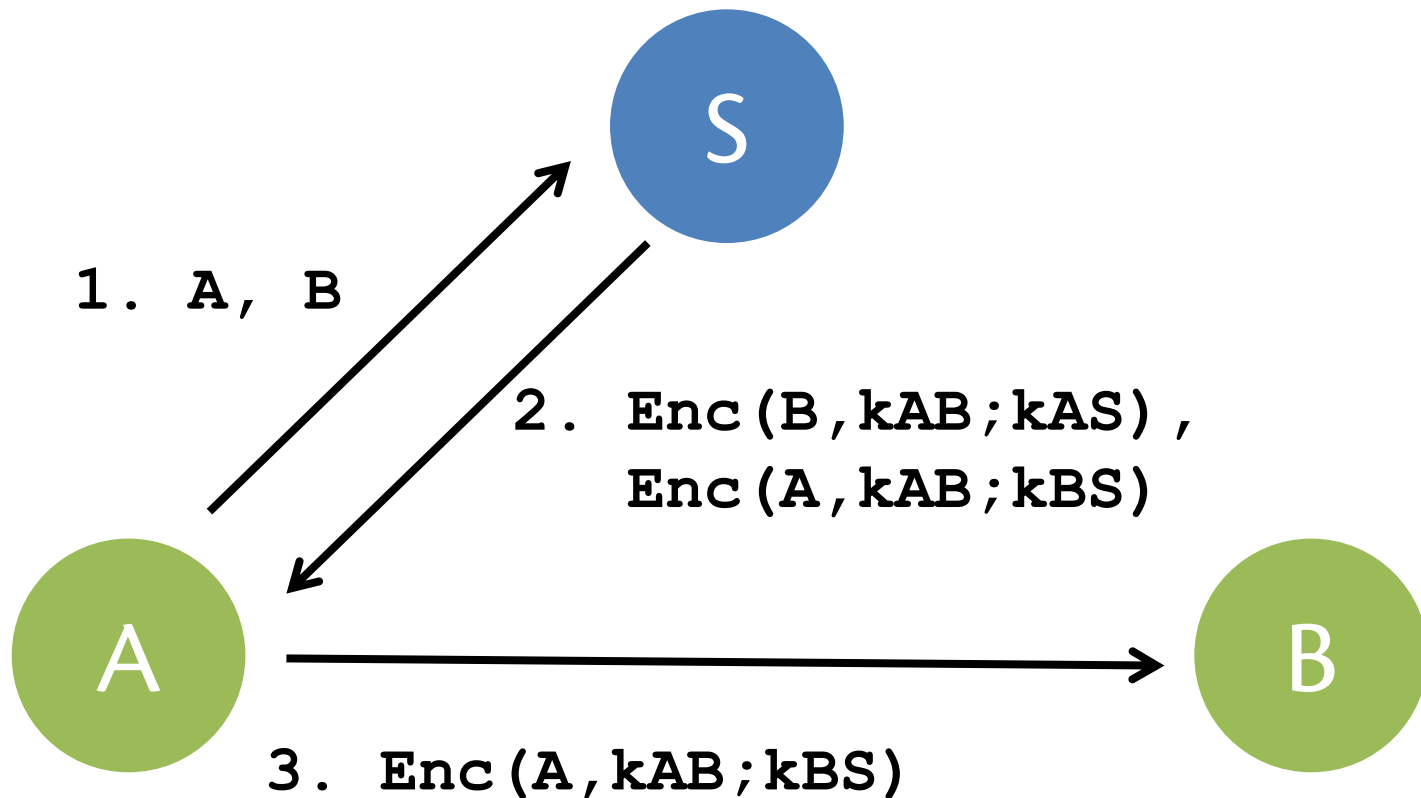 S
1. A, B
2. Enc(B,kAB;kAS),
Enc(A,kAB;kBS)
A
B
3. Enc(A,kAB;kBS)